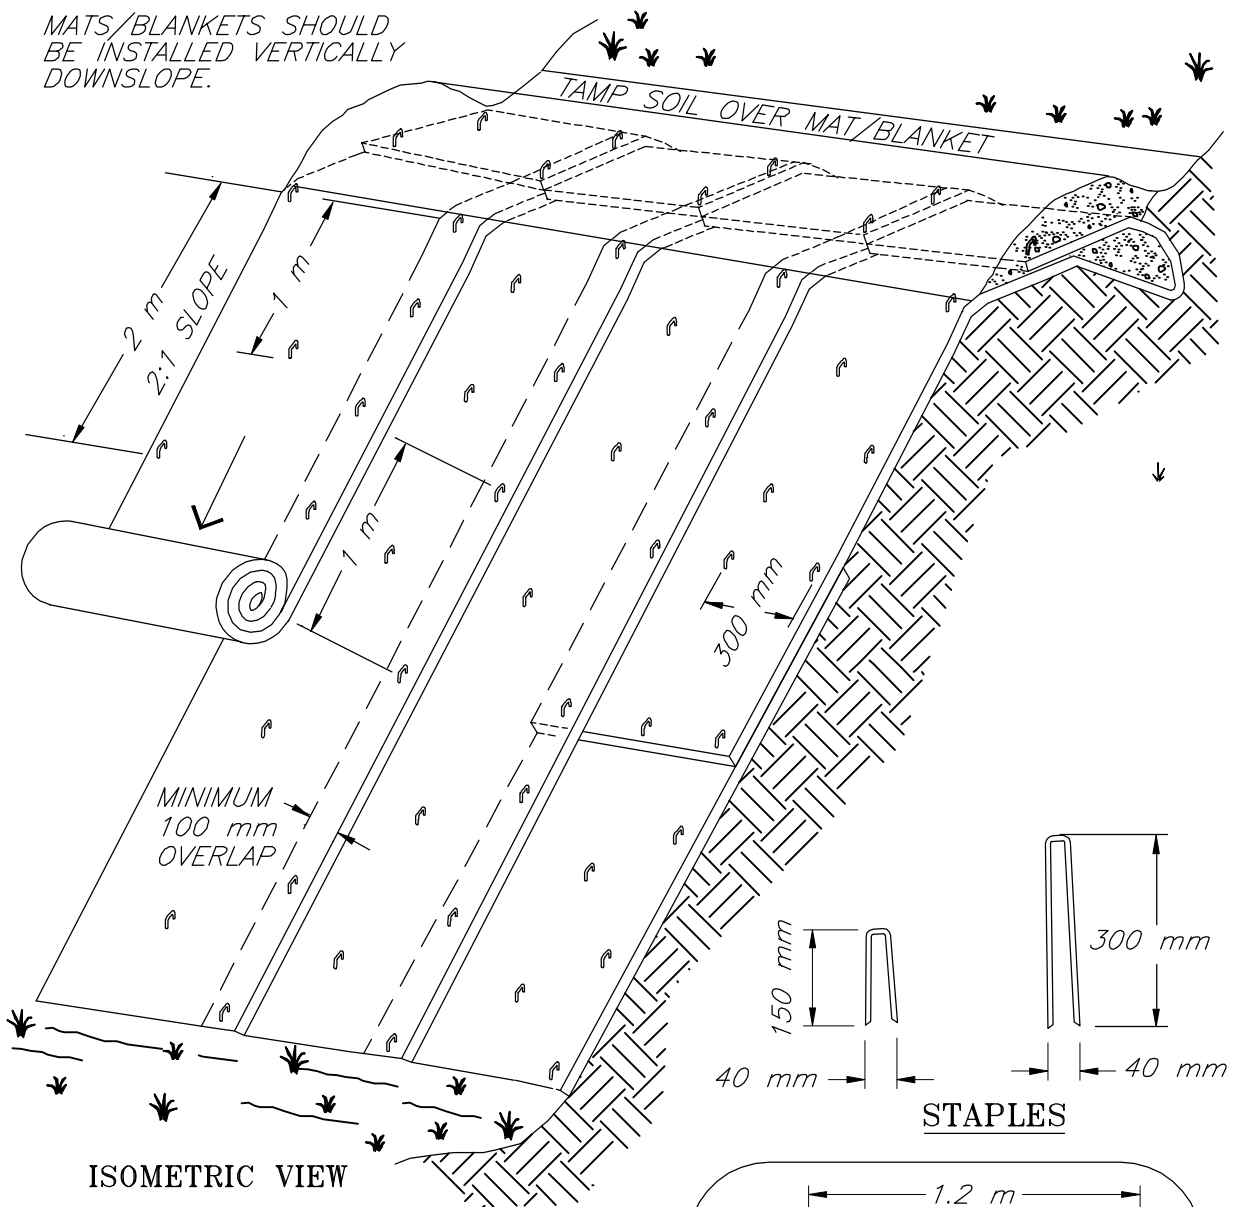 MATS/BLANKETS SHOULD
BE INSTALLED VERTICALLY
DOWNSLOPE.
TAMP SOIL OVER MAT/BLANKET
2 m
2:1 SLOPE
1 m
1 m
300 mm
MINIMUM
100 mm
OVERLAP
150 mm
300 mm
40 mm
40 mm
STAPLES
ISOMETRIC VIEW
1.2 m